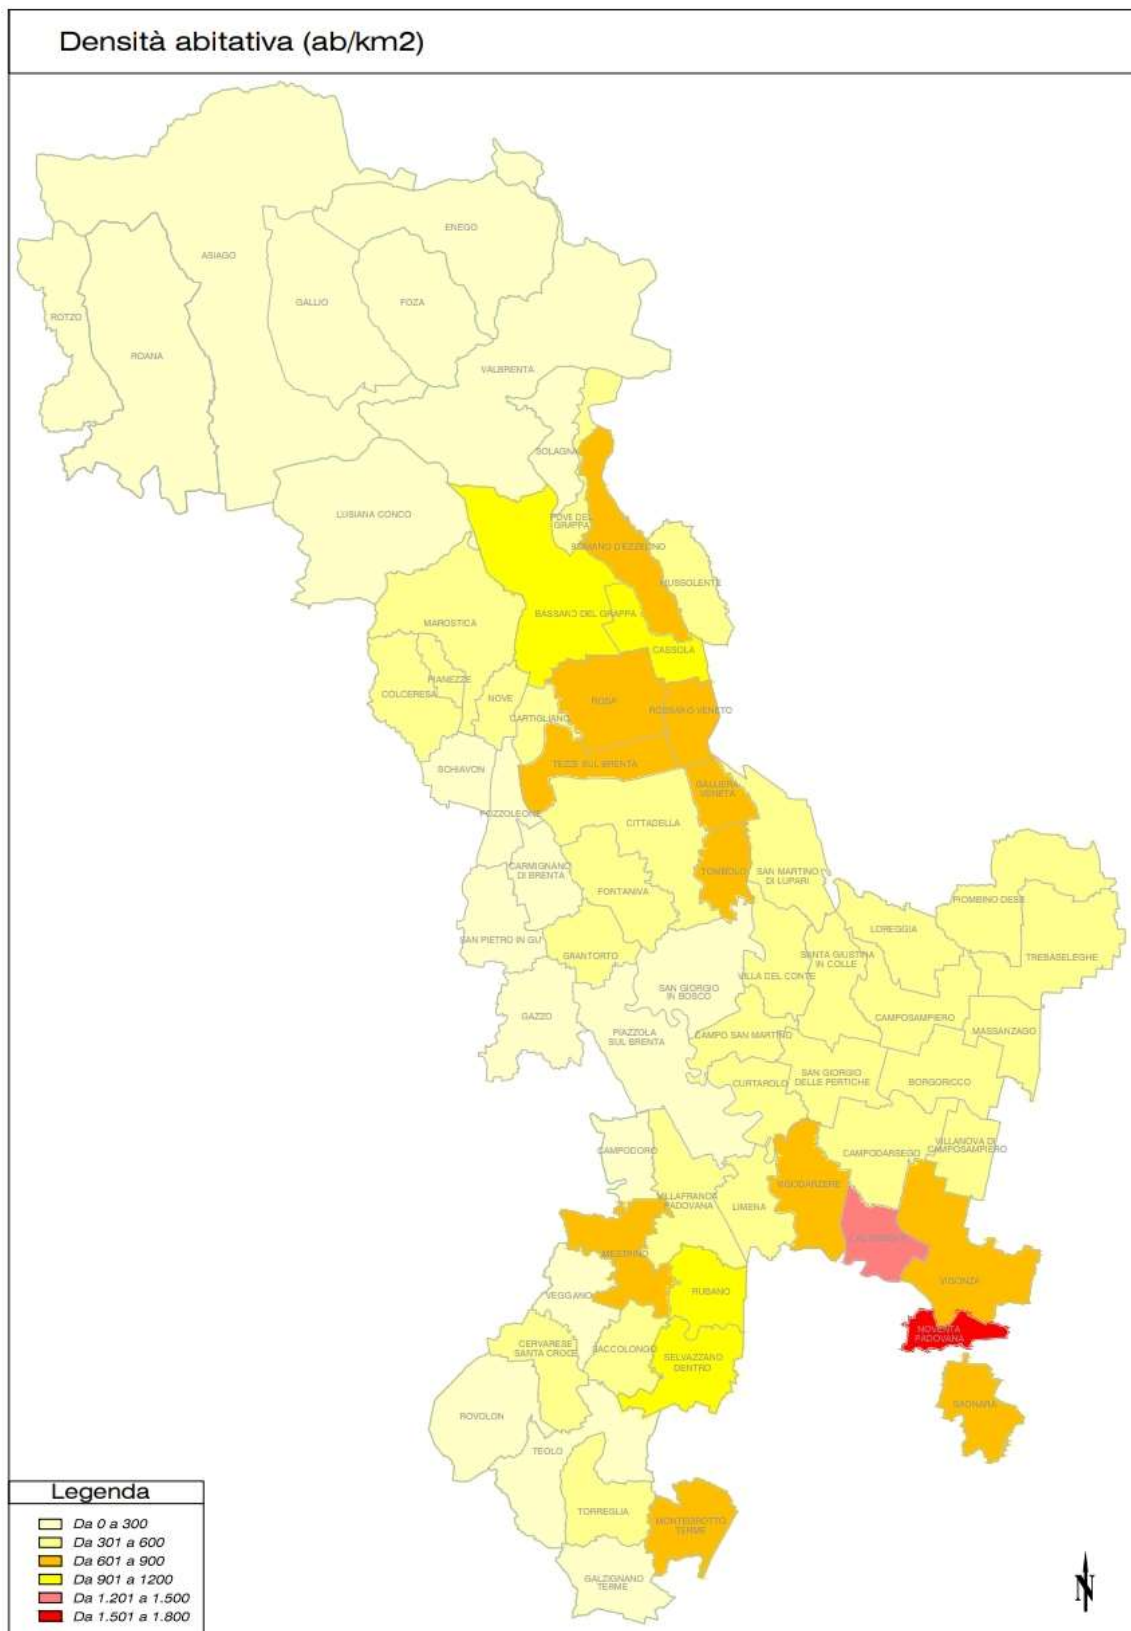 Densità abitativa (ab/km2)
ENEGO
ASIAGO
GALLIO
FOZA
ROTZO
ROANA
VALBRENTA
SOLAGNA
LUSIANA CONCO
POVE DEL
GRAPPA
ROMANO D'EZZELINO
MUSSOLENTE
BASSANO DEL GRAPPA
MAROSTICA
CASSOLA
PIANEZZE
COLCERESA
NOVE
ROSA'
ROSSANO VENETO
CARTIGLIANO
TEZZE SUL BRENTA
SCHIAVON
GALLIERA
VENETA
POZZOLEONE
CITTADELLA
CARMIGNANO
DI BRENTA
TOMBOLO
SAN MARTINO
DI LUPARI
FONTANIVA
PIOMBINO DESE
LOREGGIA
SAN PIETRO IN GU
GRANTORTO
SANTA GIUSTINA
IN COLLE
TREBASELEGHE
VILLA DEL CONTE
SAN GIORGIO
IN BOSCO
GAZZO
CAMPOSAMPIERO
MASSANZAGO
PIAZZOLA
SUL BRENTA
CAMPO SAN MARTINO
CURTAROLO
SAN GIORGIO
DELLE PERTICHE
BORGORICCO
CAMPODORO
CAMPODARSEGO
VILLANOVA DI
CAMPOSAMPIERO
VILLAFRANCA
PADOVANA
LIMENA
VIGODARZERE
CADONEGHE
MESTRINO
VIGONZA
VEGGIANO
RUBANO
NOVENTA
PADOVANA
CERVARESE
SANTA CROCE
SACCOLONGO
SELVAZZANO
DENTRO
SAONARA
ROVOLON
TEOLO
TORREGLIA
MONTEGROTTO
TERME
GALZIGNANO
TERME
Legenda
Da 0 a 300
Da 301 a 600
Da 601 a 900
Da 901 a 1200
Da 1.201 a 1.500
Da 1.501 a 1.800
N